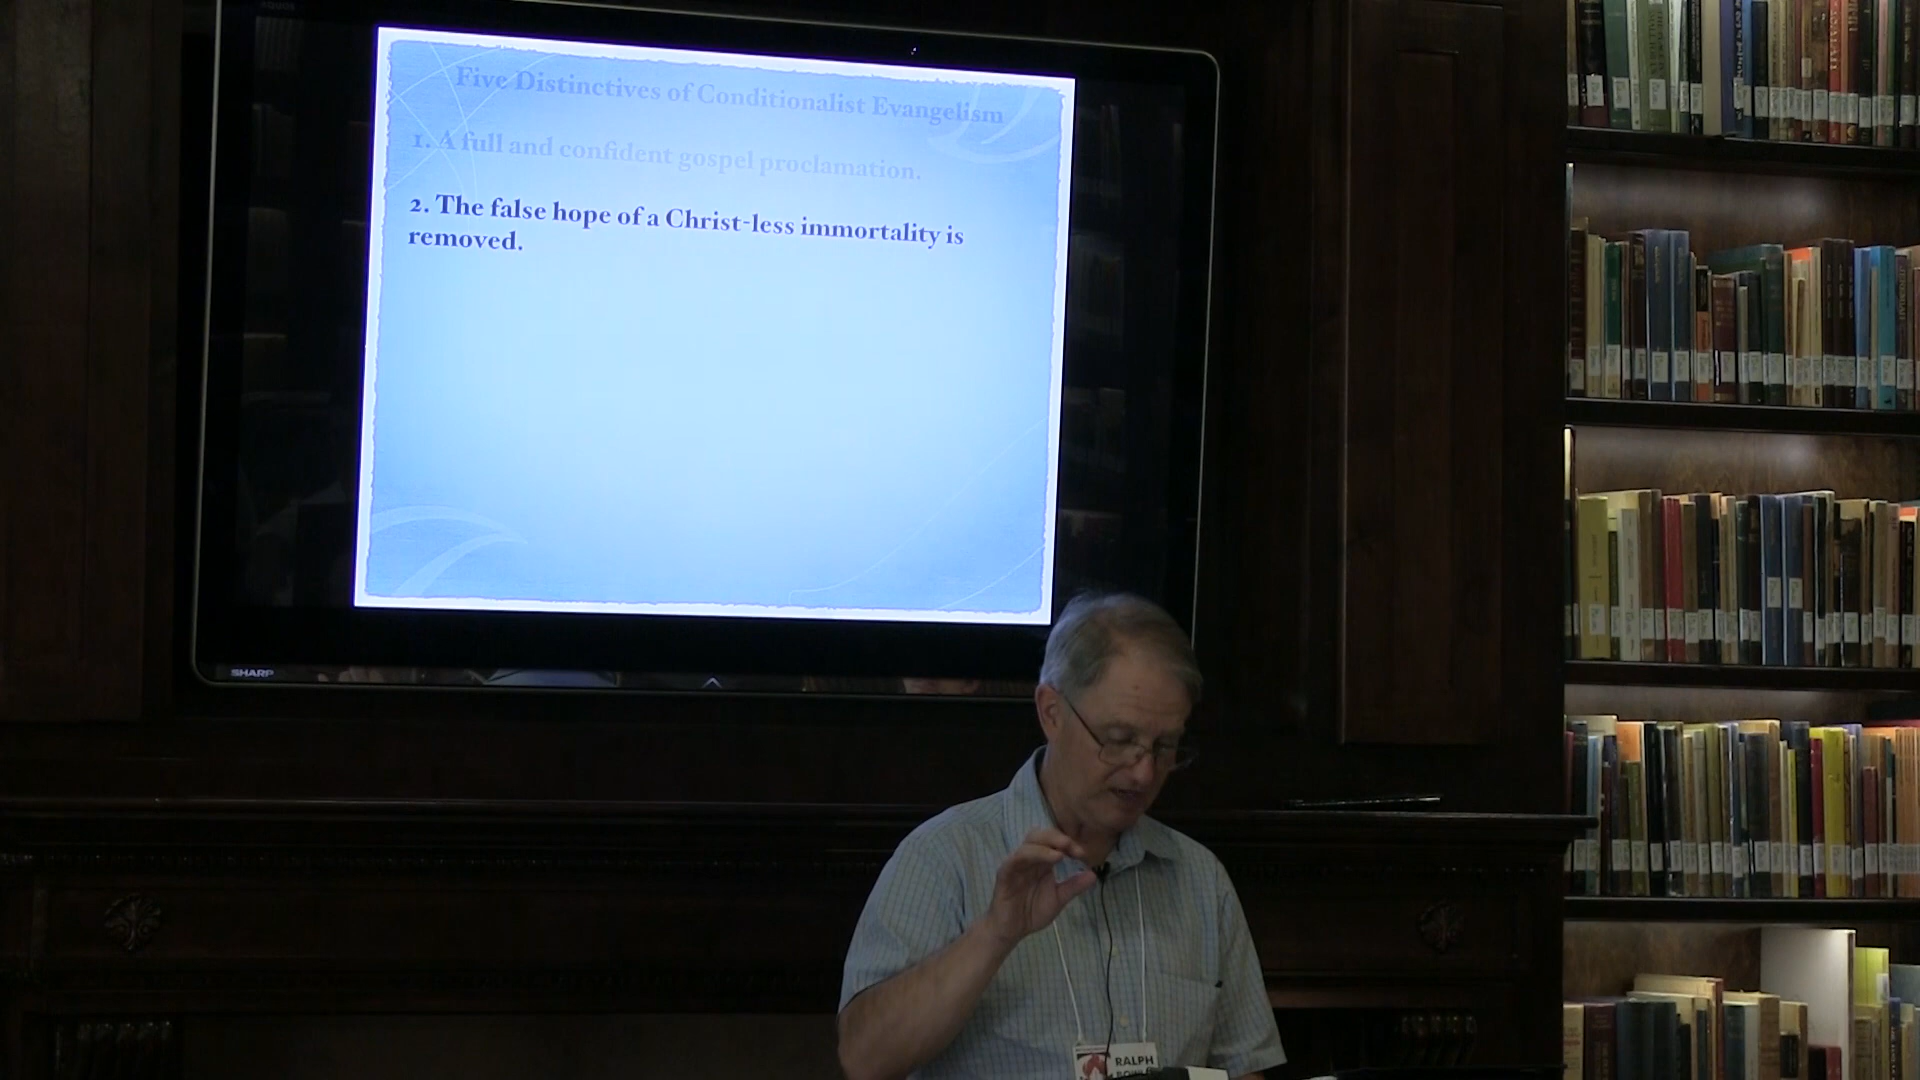 Five Distinctives of Conditionalist Evangelism
1. A full and confident gospel proclamation.
2. The false hope of a Christ-less immortality is
removed.
SHARP
RALPH